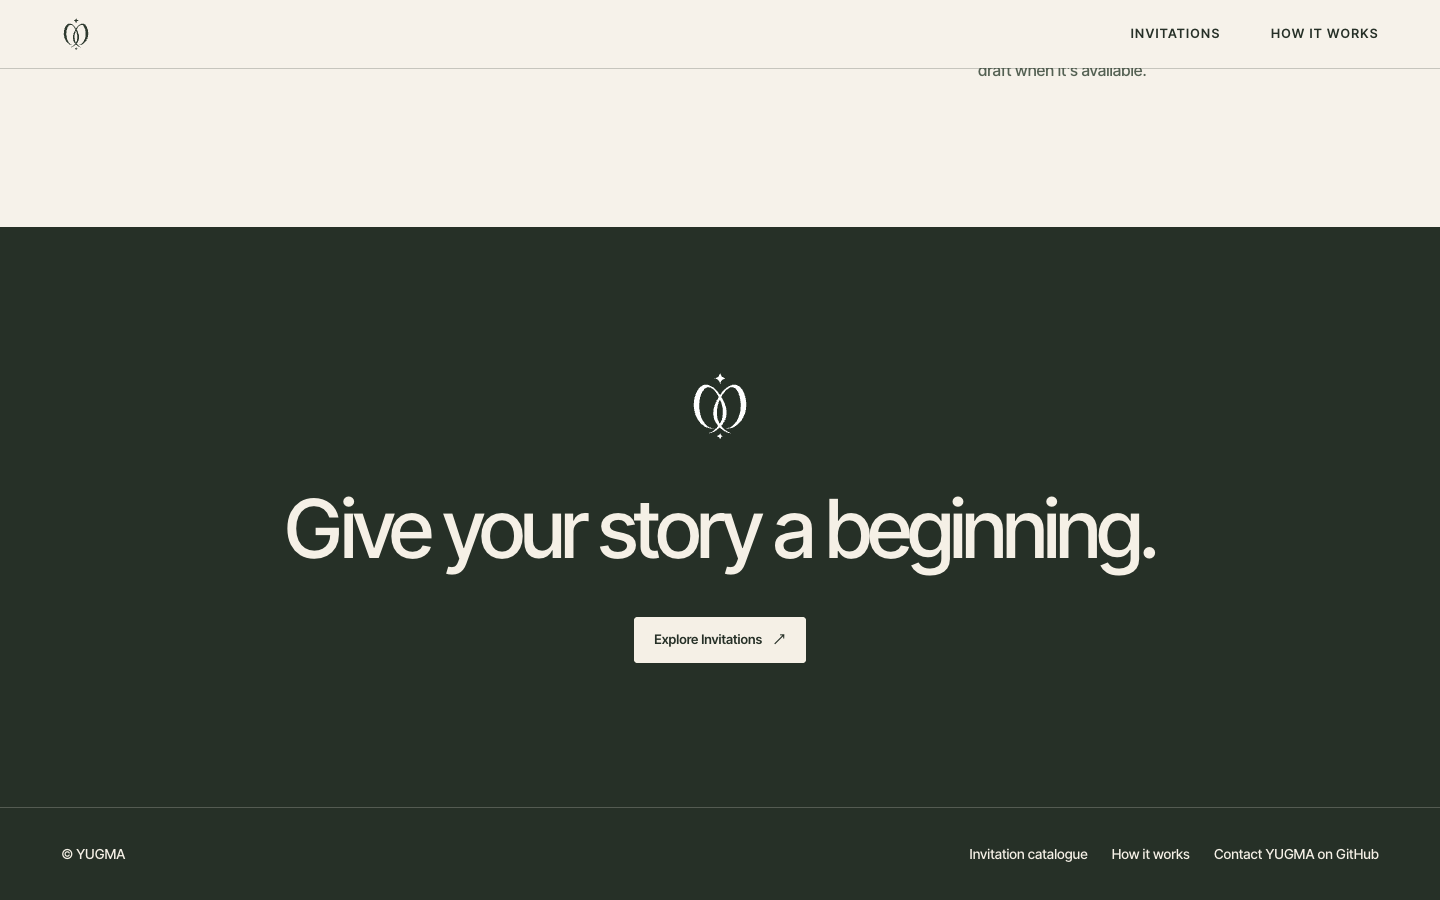 INVITATIONS HOW IT WORKS
draft when it's available.
Give your story a beginning.
Explore Invitations
© YUGMA
Invitation catalogue How it works Contact YUGMA on GitHub